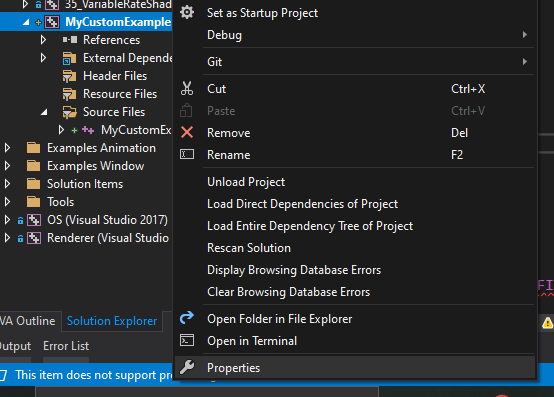 35_VariableRateShad
MyCustomExample
References
External Depende
Header Files
Resource Files
Source Files
MyCustomEx
Examples Animation
Examples Window
Solution Items
Tools
OS (Visual Studio 2017)
Renderer (Visual Studio
VA Outline
Solution Explorer
Output
Error List
This item does not support pre
Set as Startup Project
Debug
Git
Cut Ctrl+X
Paste Ctrl+V
Remove Del
Rename F2
Unload Project
Load Direct Dependencies of Project
Load Entire Dependency Tree of Project
Rescan Solution
Display Browsing Database Errors
Clear Browsing Database Errors
Open Folder in File Explorer
Open in Terminal
Properties
FI